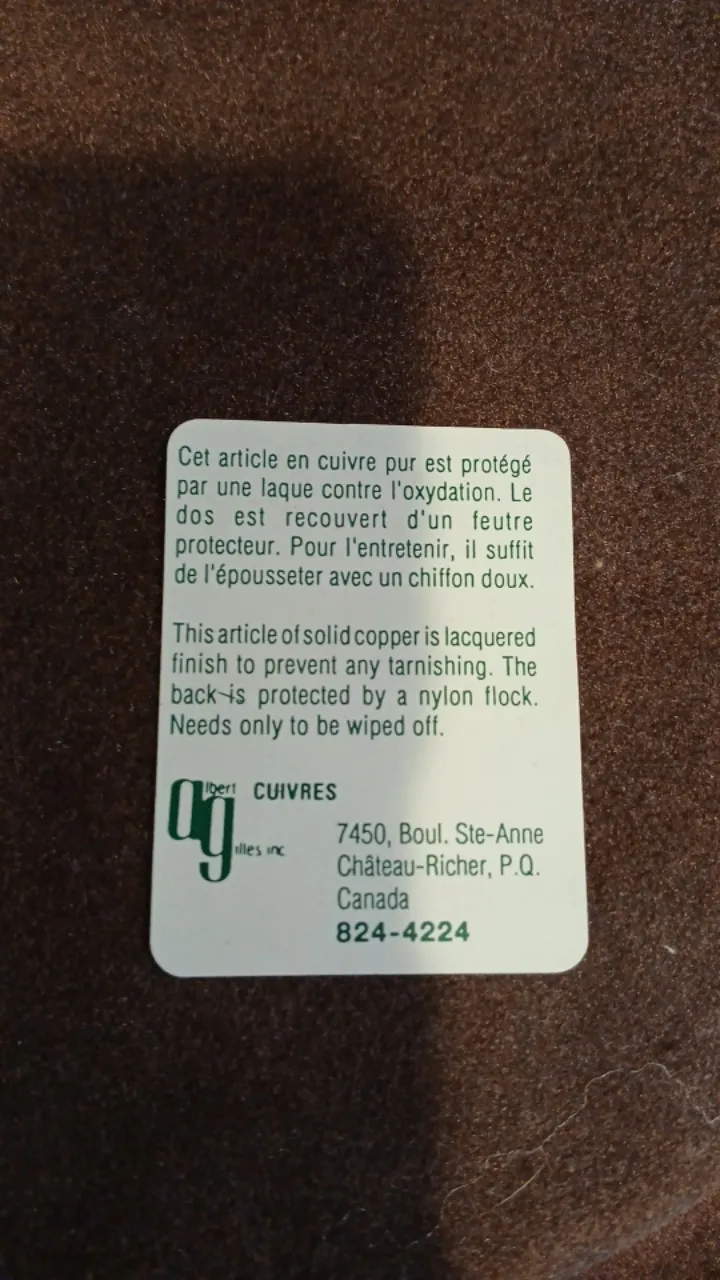 Cet article en cuivre pur est protégé
par une laque contre l'oxydation. Le
dos est recouvert d'un feutre
protecteur. Pour l'entretenir, il suffit
de l'épousseter avec un chiffon doux.
This article of solid copper is lacquered
finish to prevent any tarnishing. The
back is protected by a nylon flock.
Needs only to be wiped off.
albert CUIVRES
gilles inc
7450, Boul. Ste-Anne
Château-Richer, P.Q.
Canada
824-4224